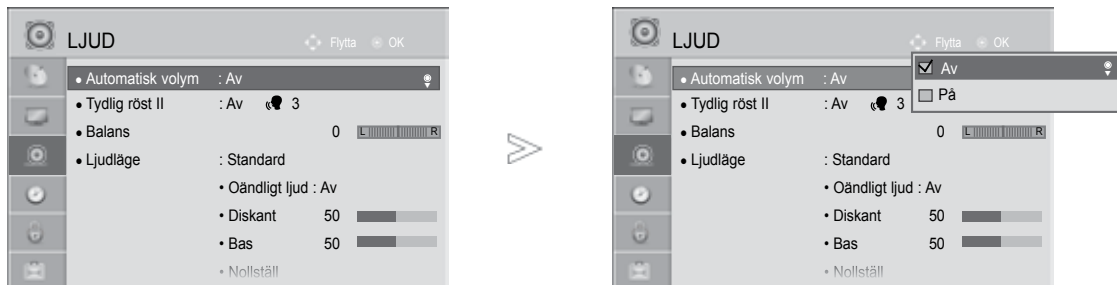 LJUD
Flytta OK
• Automatisk volym : Av
• Tydlig röst II : Av 3
• Balans 0 L R
• Ljudläge : Standard
• Oändligt ljud : Av
• Diskant 50
• Bas 50
• Nollställ
LJUD
Flytta OK
• Automatisk volym : Av
Av
På
• Tydlig röst II : Av 3
• Balans 0 L R
• Ljudläge : Standard
• Oändligt ljud : Av
• Diskant 50
• Bas 50
• Nollställ